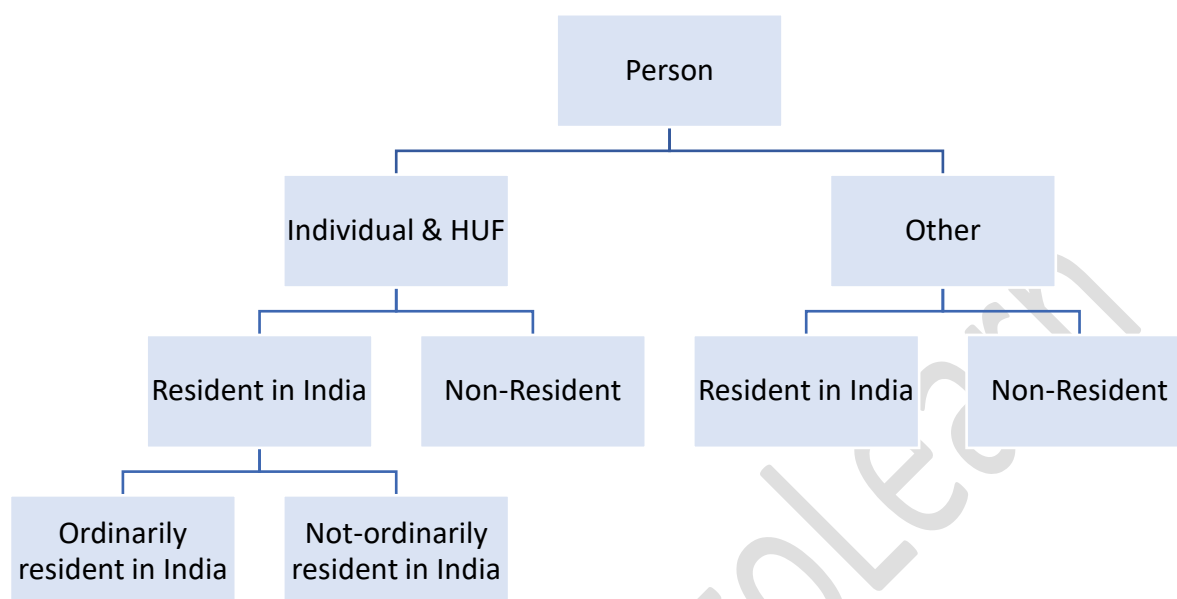 Person
Individual & HUF
Other
Resident in India
Non-Resident
Resident in India
Non-Resident
Ordinarily
resident in India
Not-ordinarily
resident in India